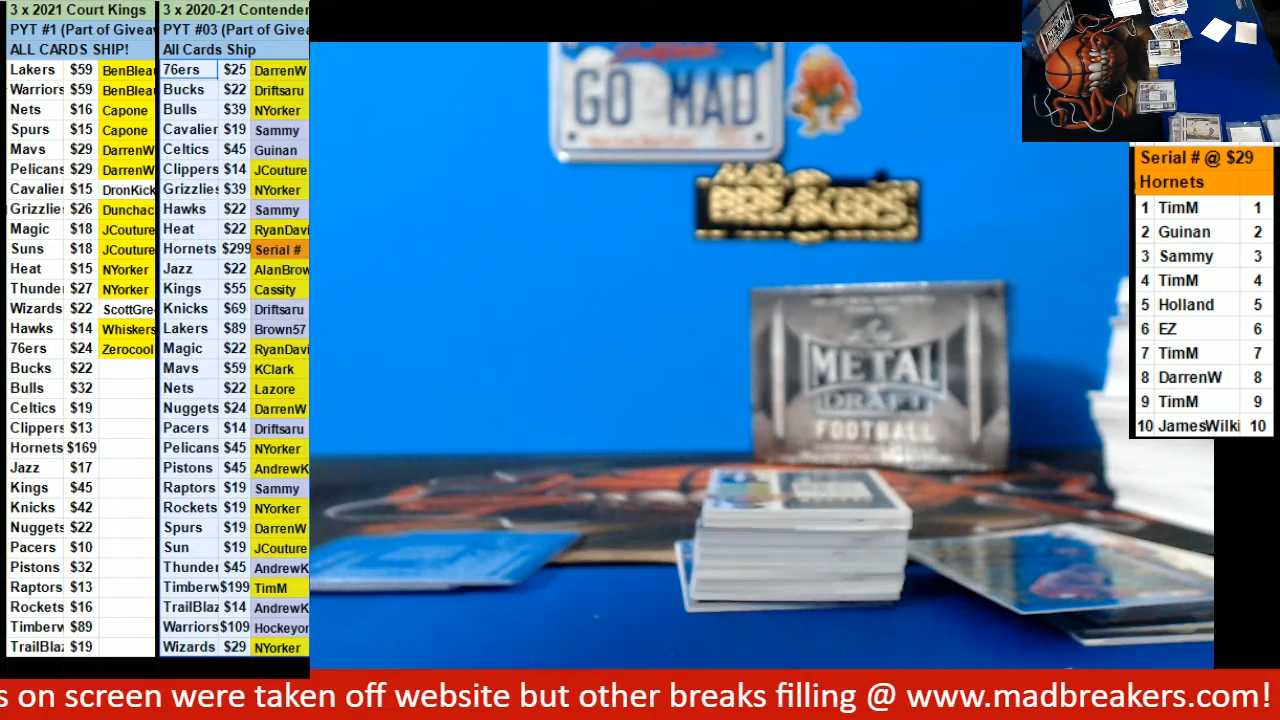 3 x 2021 Court Kings
PYT #1 (Part of Giveaw
ALL CARDS SHIP!
Lakers $59 BenBlea
Warriors $59 BenBlea
Nets $16 Capone
Spurs $15 Capone
Mavs $29 DarrenW
Pelicans $29 DarrenW
Cavalier $15 DronKick
Grizzlie $26 Dunchac
Magic $18 JCouture
Suns $18 JCouture
Heat $15 NYorker
Thunde $27 NYorker
Wizards $22 ScottGre
Hawks $14 Whiskers
76ers $24 Zerocool
Bucks $22
Bulls $32
Celtics $19
Clippers $13
Hornets $169
Jazz $17
Kings $45
Knicks $42
Nuggets $22
Pacers $10
Pistons $32
Raptors $13
Rockets $16
Timberw $89
TrailBla $19
3 x 2020-21 Contender
PYT #03 (Part of Givea
All Cards Ship
76ers $25 DarrenW
Bucks $22 Driftsaru
Bulls $39 NYorker
Cavalier $19 Sammy
Celtics $45 Guinan
Clippers $14 JCouture
Grizzlies $39 NYorker
Hawks $22 Sammy
Heat $22 RyanDavi
Hornets $299 Serial #
Jazz $22 AlanBrow
Kings $55 Cassity
Knicks $69 Driftsaru
Lakers $89 Brown57
Magic $22 RyanDavi
Mavs $59 KClark
Nets $22 Lazore
Nuggets $24 DarrenW
Pacers $14 Driftsaru
Pelicans $45 NYorker
Pistons $45 AndrewK
Raptors $19 Sammy
Rockets $19 NYorker
Spurs $19 DarrenW
Sun $19 JCouture
Thunder $45 AndrewK
Timberw $199 TimM
TrailBlaz $14 AndrewK
Warriors $109 Hockeyor
Wizards $29 NYorker
GO MAD
MAD
BREAKERS
METAL
DRAFT
FOOTBALL
Serial # @ $29
Hornets
1 TimM 1
2 Guinan 2
3 Sammy 3
4 TimM 4
5 Holland 5
6 EZ 6
7 TimM 7
8 DarrenW 8
9 TimM 9
10 JamesWilki 10
s on screen were taken off website but other breaks filling @ www.madbreakers.com!